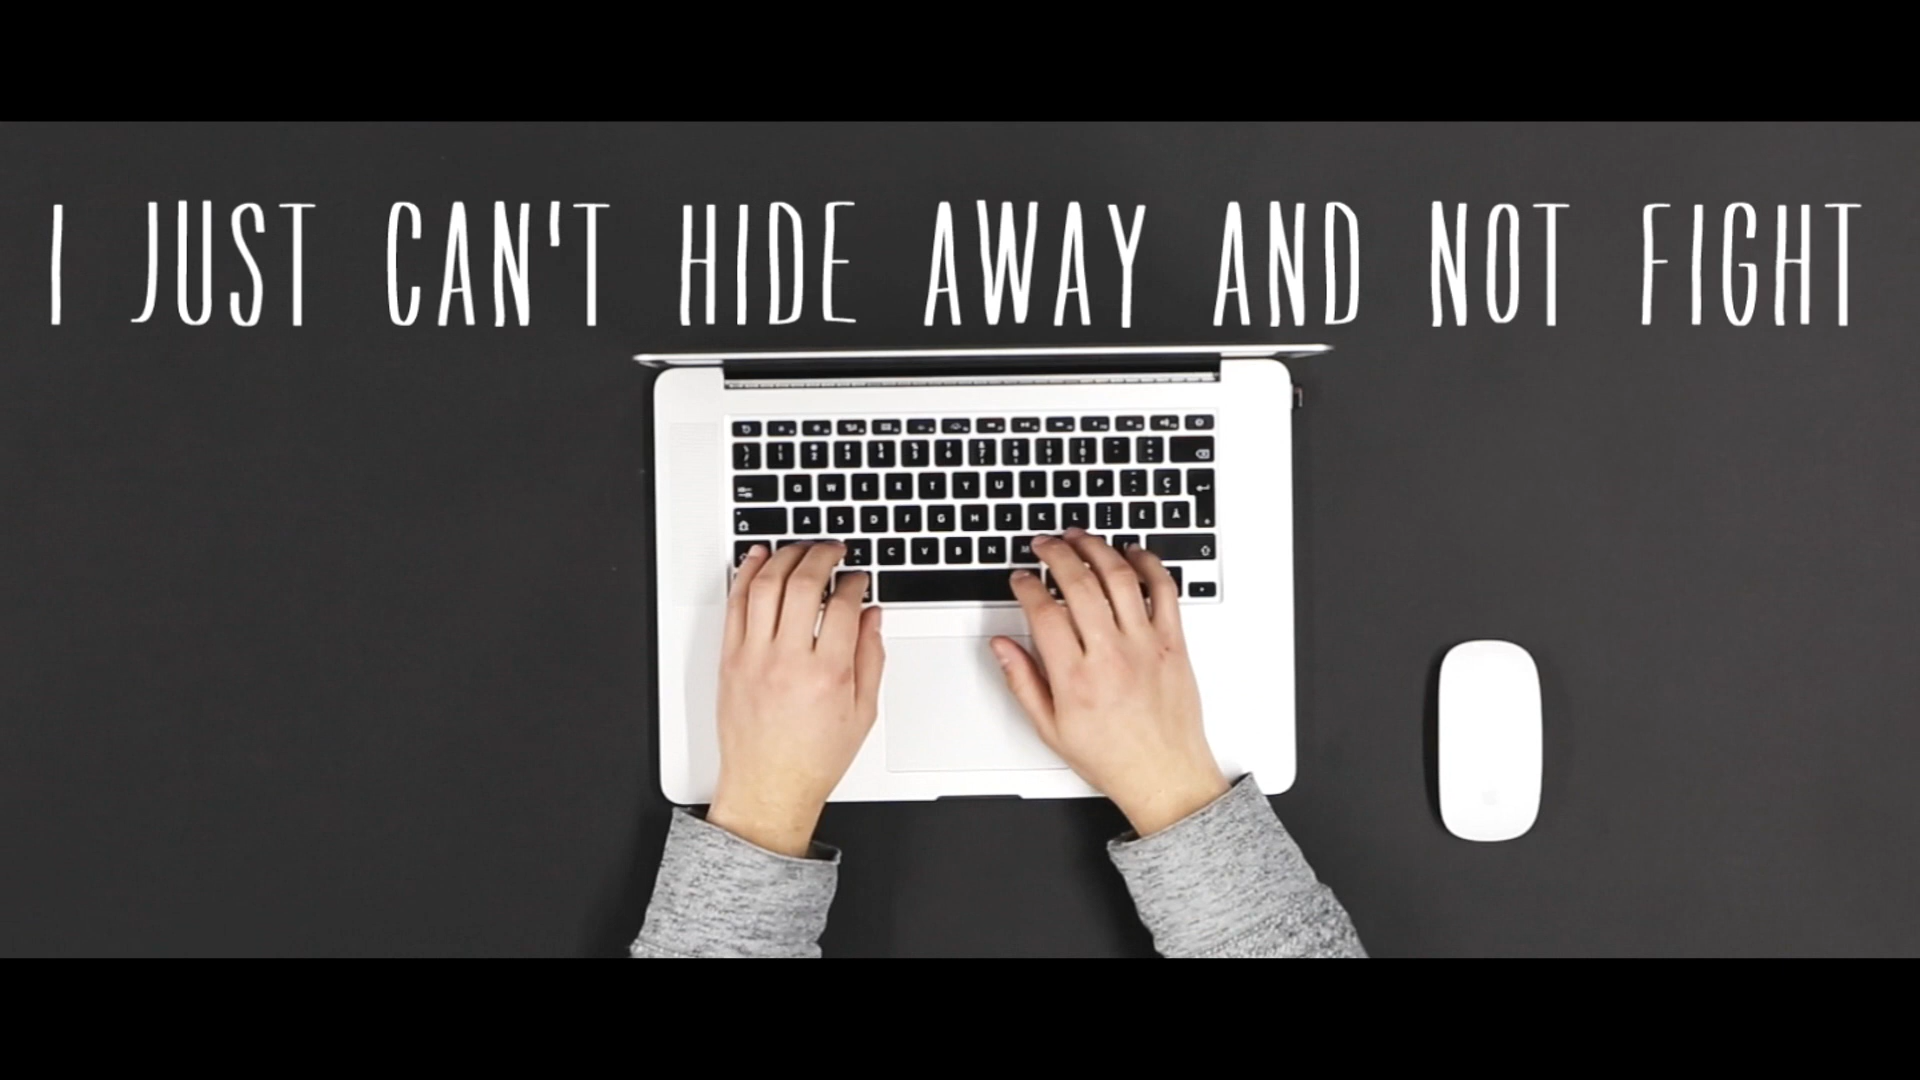 I JUST CAN'T HIDE AWAY AND NOT FIGHT
Q W E R T Y U I O P
A S D F G H J K L
X C V B N M